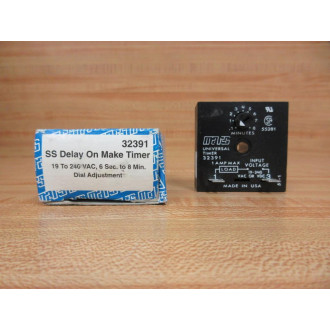 32391
SS Delay On Make Timer
19 To 240 VAC, 6 Sec. to 8 Min.
Dial Adjustment
MINUTES
MARS
UNIVERSAL
TIMER
32391
1 AMP MAX
INPUT
VOLTAGE
LOAD
MADE IN USA